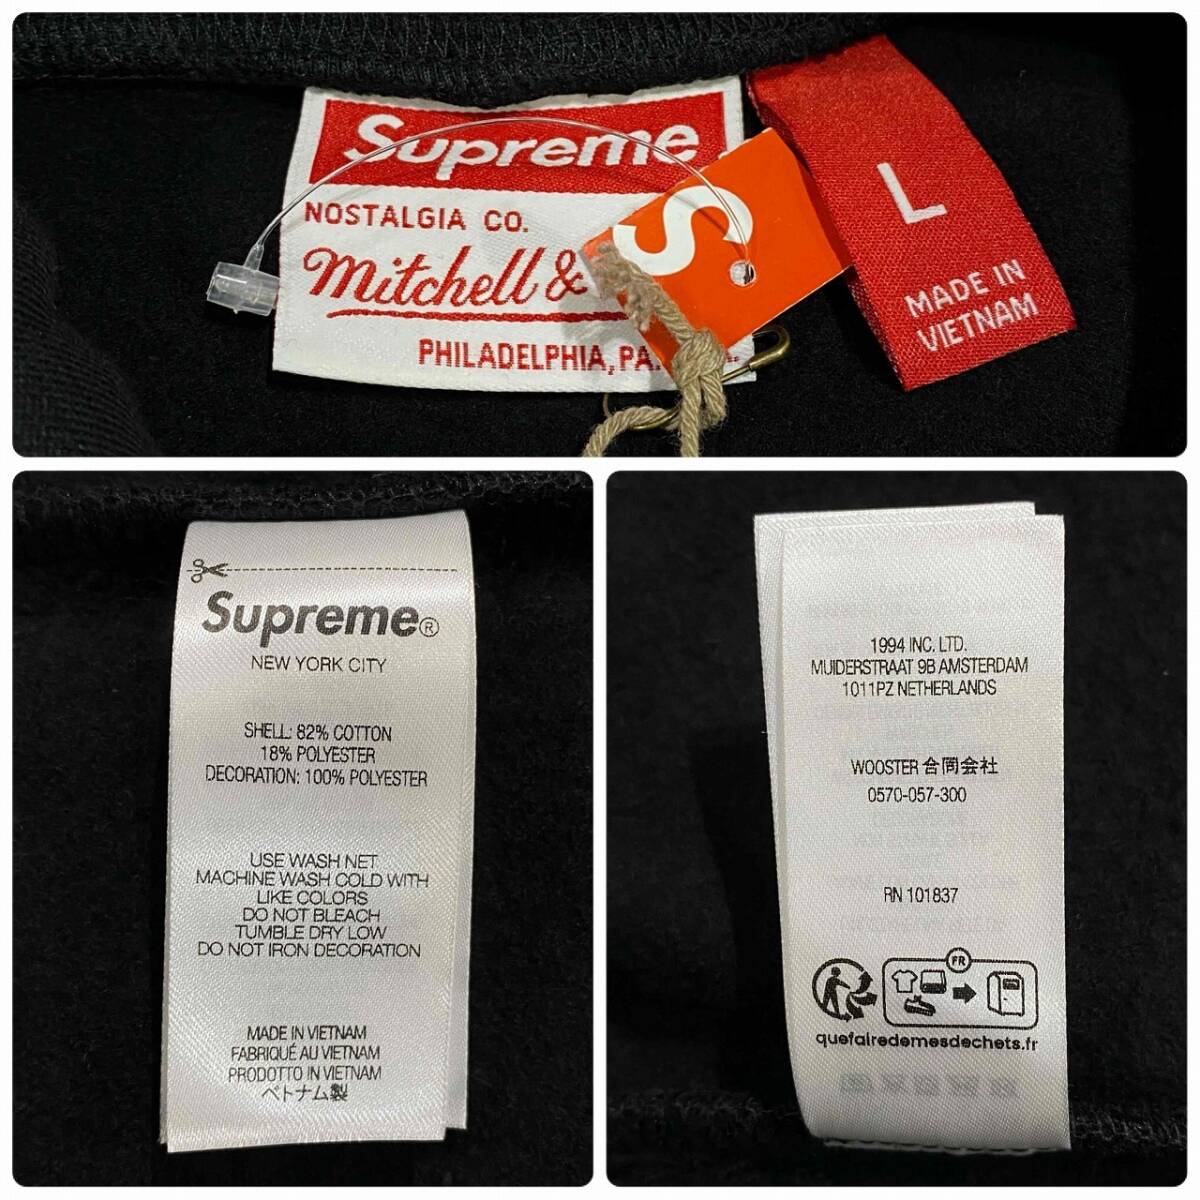 Supreme
NOSTALGIA CO.
Mitchell &
PHILADELPHIA, PA.
S
L
MADE IN
VIETNAM
Supreme®
NEW YORK CITY
SHELL: 82% COTTON
18% POLYESTER
DECORATION: 100% POLYESTER
USE WASH NET
MACHINE WASH COLD WITH
LIKE COLORS
DO NOT BLEACH
TUMBLE DRY LOW
DO NOT IRON DECORATION
MADE IN VIETNAM
FABRIQUÉ AU VIETNAM
PRODOTTO IN VIETNAM
ベトナム製
1994 INC. LTD.
MUIDERSTRAAT 9B AMSTERDAM
1011PZ NETHERLANDS
WOOSTER 合同会社
0570-057-300
RN 101837
FR
quefairedemesdechets.fr